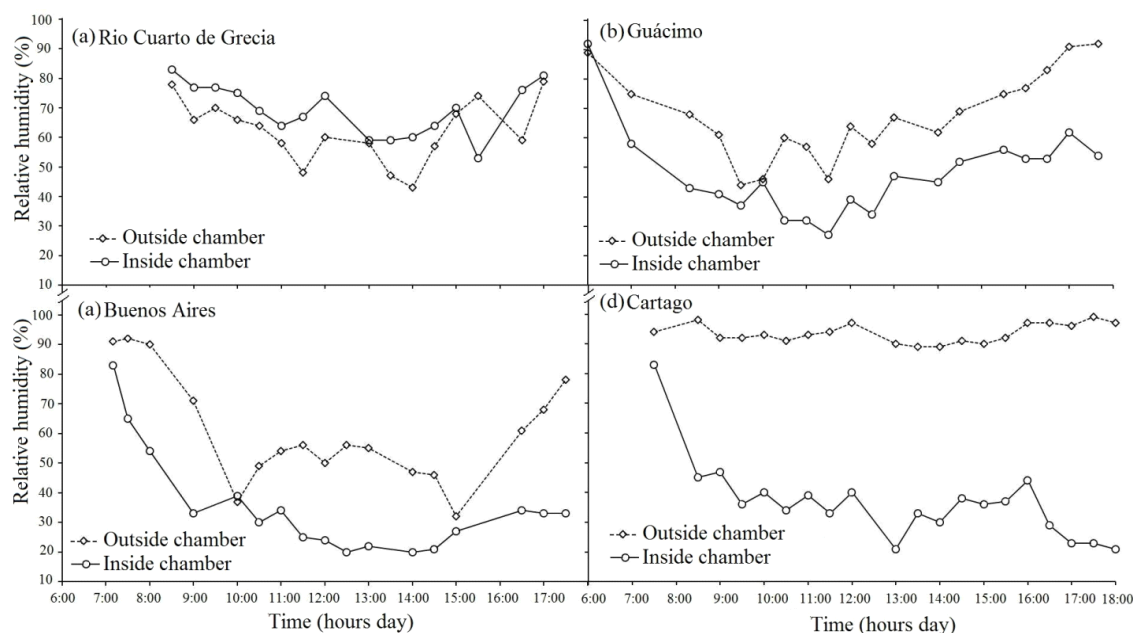 100
90
80
70
60
50
40
30
20
10
Relative humidity (%)
(a) Rio Cuarto de Grecia
Outside chamber
Inside chamber
(b) Guácimo
Outside chamber
Inside chamber
100
90
80
70
60
50
40
30
20
10
Relative humidity (%)
(a) Buenos Aires
Outside chamber
Inside chamber
(d) Cartago
Outside chamber
Inside chamber
6:00 7:00 8:00 9:00 10:00 11:00 12:00 13:00 14:00 15:00 16:00 17:00
6:00 7:00 8:00 9:00 10:00 11:00 12:00 13:00 14:00 15:00 16:00 17:00 18:00
Time (hours day)
Time (hours day)